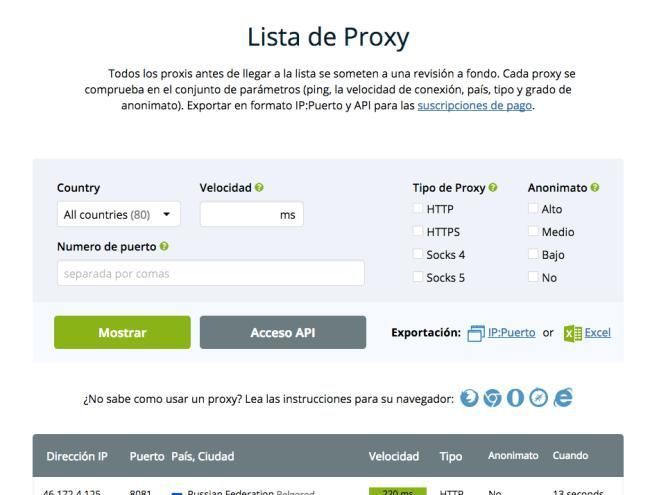 Lista de Proxy
Todos los proxis antes de llegar a la lista se someten a una revisión a fondo. Cada proxy se
comprueba en el conjunto de parámetros (ping, la velocidad de conexión, país, tipo y grado de
anonimato). Exportar en formato IP:Puerto y API para las suscripciones de pago.
Country
Velocidad
Tipo de Proxy
Anonimato
All countries (80)
ms
HTTP
Alto
HTTPS
Medio
Numero de puerto
Socks 4
Bajo
separada por comas
Socks 5
No
Mostrar
Acceso API
Exportación: IP:Puerto or Excel
¿No sabe como usar un proxy? Lea las instrucciones para su navegador:
Dirección IP Puerto País, Ciudad Velocidad Tipo Anonimato Cuando
46.172.4.125 8081 Russian Federation Belgorod 220 ms HTTP No 13 seconds